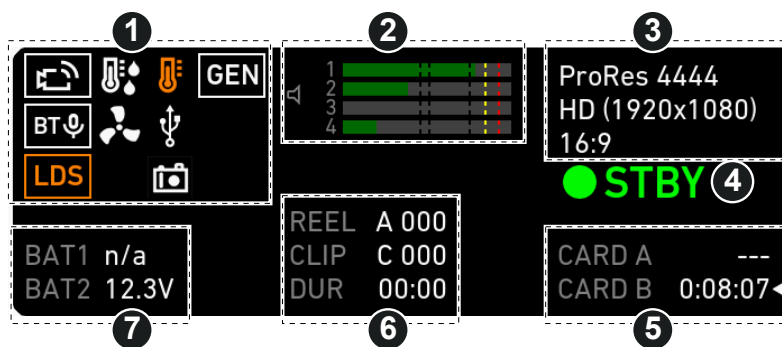 1
2
3
GEN
BT
LDS
1
2
3
4
ProRes 4444
HD (1920x1080)
16:9
STBY
4
BAT1 n/a
BAT2 12.3V
REEL A 000
CLIP C 000
DUR 00:00
CARD A ---
CARD B 0:08:07
7
6
5